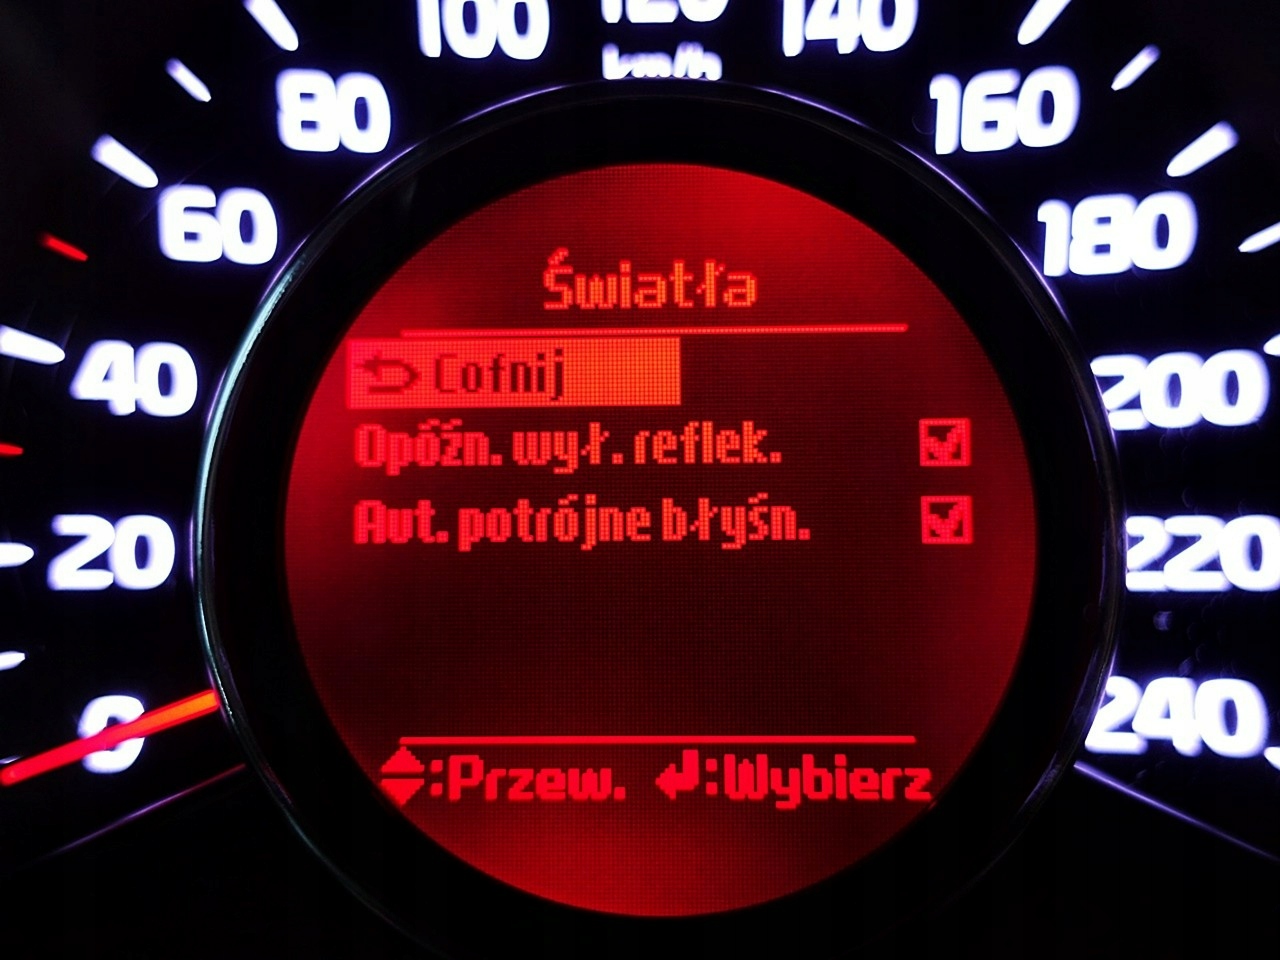 100
120
140
km/h
80
160
60
180
Światła
Cofnij
40
200
Opóźn. wył. reflek.
Aut. potrójne błyśn.
20
220
0
240
:Przew. :Wybierz